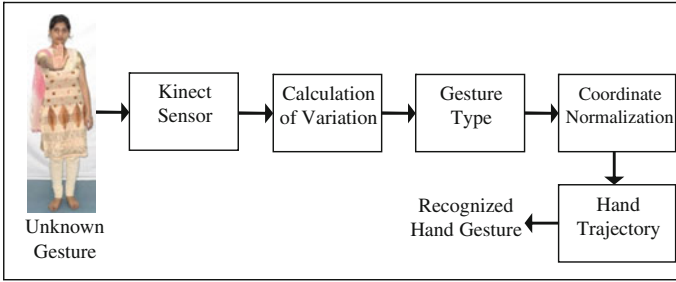 Unknown
Gesture
Kinect
Sensor
Calculation
of Variation
Gesture
Type
Coordinate
Normalization
Hand
Trajectory
Recognized
Hand Gesture